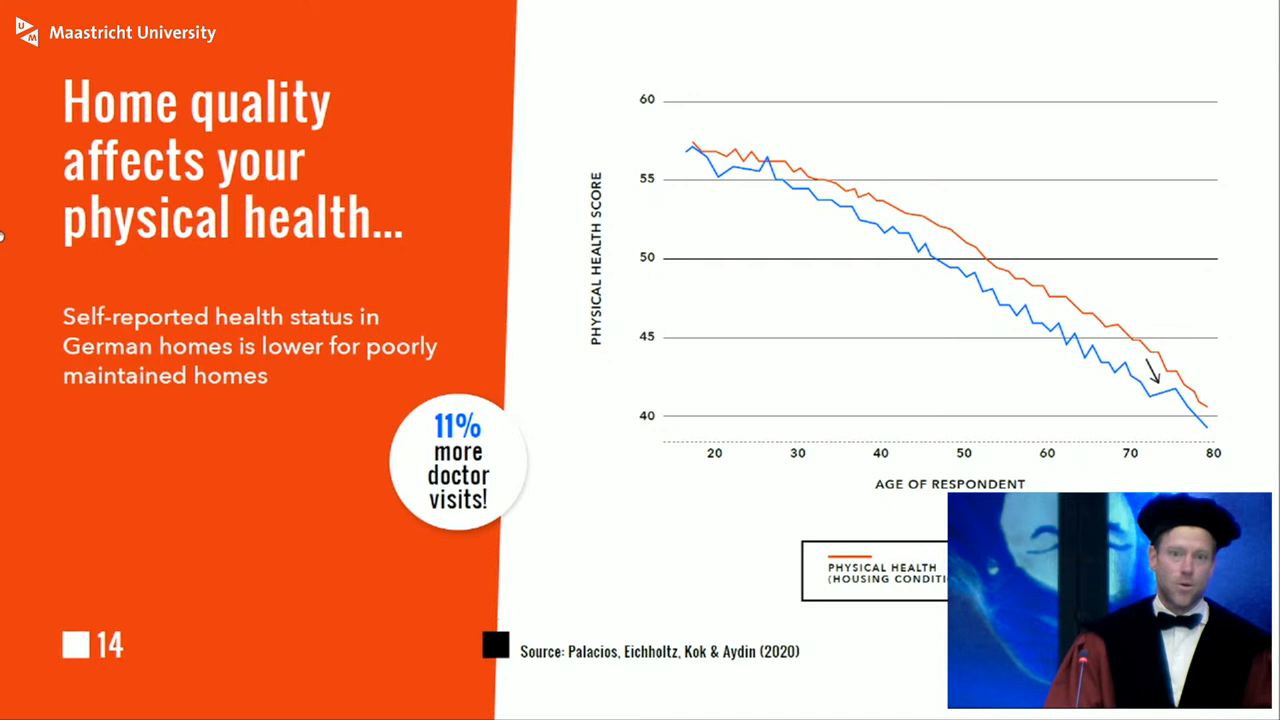 Maastricht University
Home quality
affects your
physical health...
Self-reported health status in
German homes is lower for poorly
maintained homes
11%
more
doctor
visits!
14
60
55
50
45
40
PHYSICAL HEALTH SCORE
20 30 40 50 60 70 80
AGE OF RESPONDENT
PHYSICAL HEALTH
(HOUSING
Source: Palacios, Eichholtz, Kok & Aydin (2020)